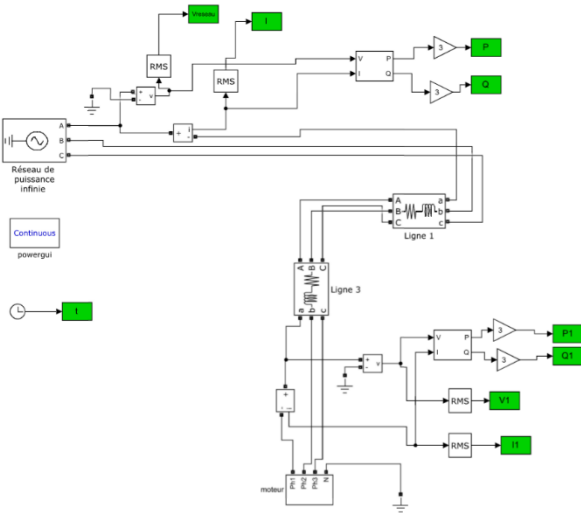 Vreseau
I
RMS
RMS
V
I
P
Q
3
3
P
Q
+
-
v
+
i
-
A
B
C
Réseau de
puissance
infinie
Continuous
powergui
t
A
B
C
a
b
c
Ligne 1
A B C
a b c
Ligne 3
+
-
v
V
I
P
Q
3
3
P1
Q1
RMS
V1
RMS
I1
+
- i
moteur
Ph1
Ph2
Ph3
N